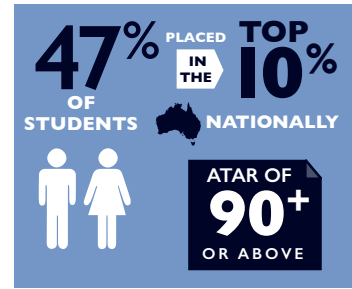 47% OF STUDENTS
PLACED IN THE TOP 10%
NATIONALLY
ATAR OF
90+
OR ABOVE